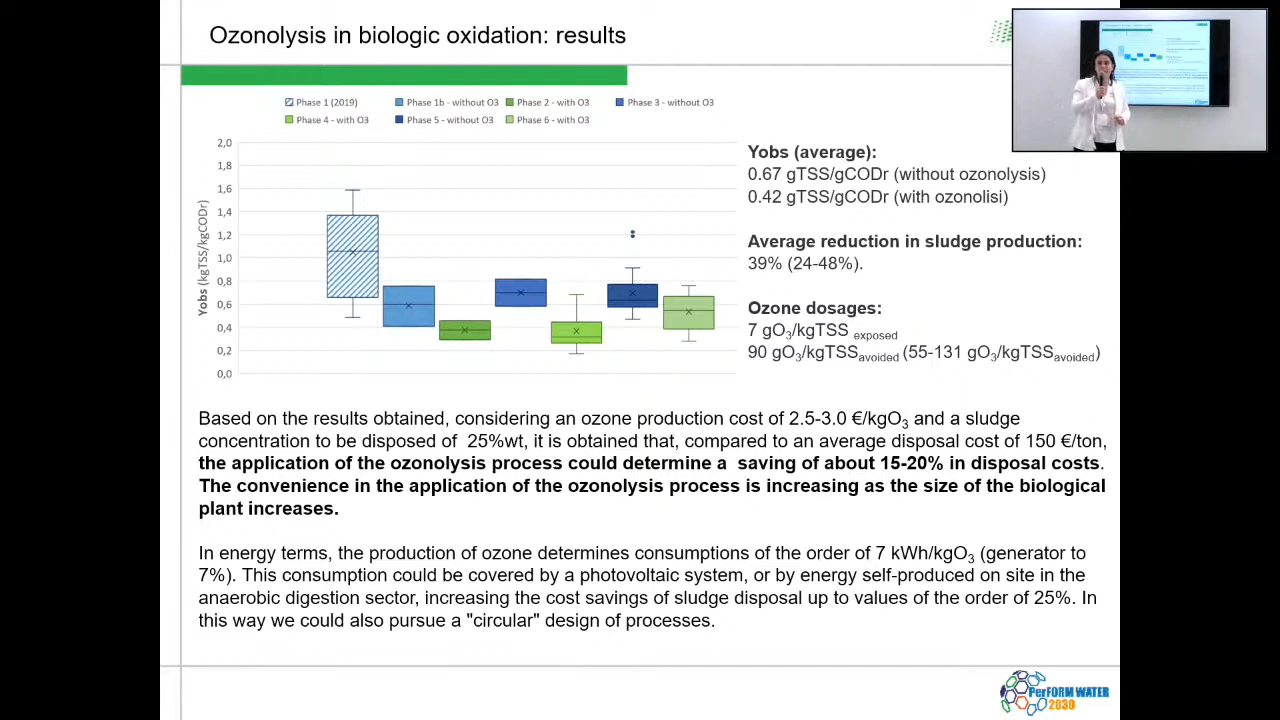 Ozonolysis in biologic oxidation: results
Phase 1 (2019) Phase 1b - without O3 Phase 2 - with O3 Phase 3 - without O3
Phase 4 - with O3 Phase 5 - without O3 Phase 6 - with O3
Yobs (kgTSS/kgCODr)
2,0
1,8
1,6
1,4
1,2
1,0
0,8
0,6
0,4
0,2
0,0
Yobs (average):
0.67 gTSS/gCODr (without ozonolysis)
0.42 gTSS/gCODr (with ozonolisi)
Average reduction in sludge production:
39% (24-48%).
Ozone dosages:
7 gO₃/kgTSS exposed
90 gO₃/kgTSSavoided (55-131 gO₃/kgTSSavoided)
Based on the results obtained, considering an ozone production cost of 2.5-3.0 €/kgO₃ and a sludge
concentration to be disposed of 25%wt, it is obtained that, compared to an average disposal cost of 150 €/ton,
the application of the ozonolysis process could determine a saving of about 15-20% in disposal costs.
The convenience in the application of the ozonolysis process is increasing as the size of the biological
plant increases.
In energy terms, the production of ozone determines consumptions of the order of 7 kWh/kgO₃ (generator to
7%). This consumption could be covered by a photovoltaic system, or by energy self-produced on site in the
anaerobic digestion sector, increasing the cost savings of sludge disposal up to values of the order of 25%. In
this way we could also pursue a "circular" design of processes.
PerFORM WATER
2030